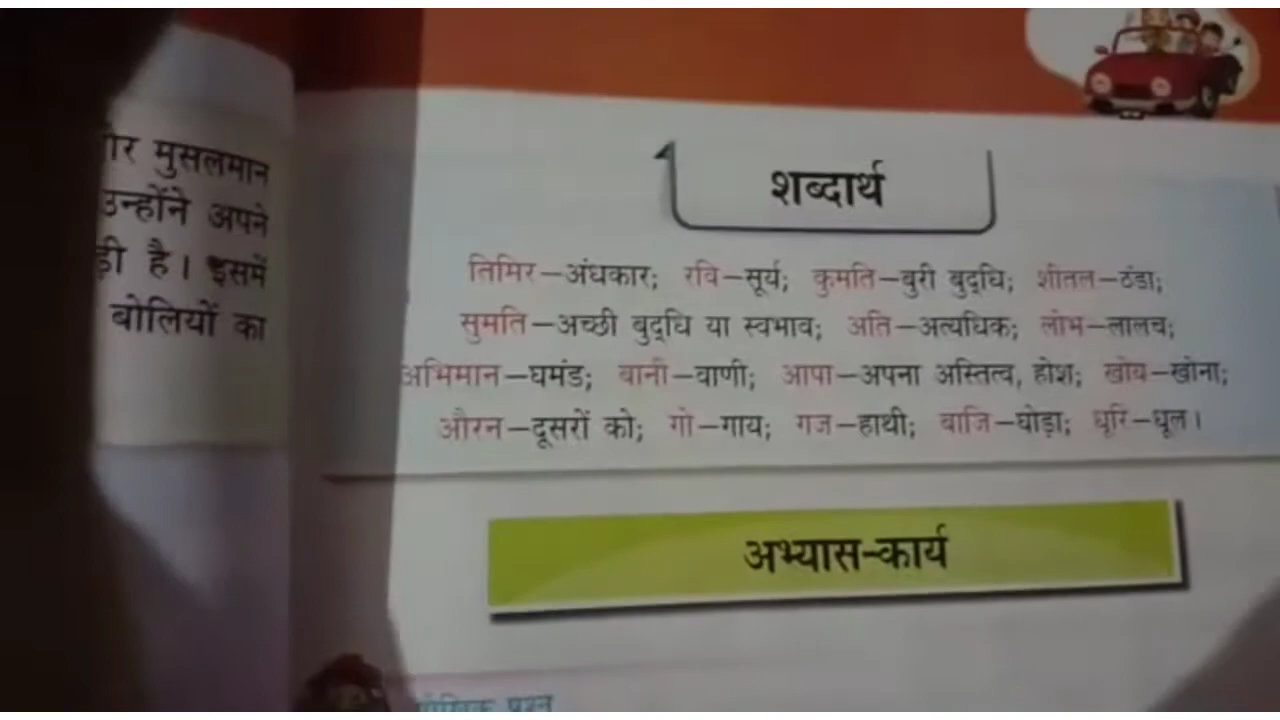 मुसलमान
उन्होंने अपने
है। इसमें
बोलियों का
शब्दार्थ
तिमिर–अंधकार; रवि–सूर्य; कुमति–बुरी बुद्‌धि; शीतल–ठंडा;
सुमति–अच्छी बुद्‌धि या स्वभाव; अति–अत्यधिक; लोभ–लालच;
अभिमान–घमंड; बानी–वाणी; आपा–अपना अस्तित्व, होश; खोय–खोना;
औरन–दूसरों को; गो–गाय; गज–हाथी; बाजि–घोड़ा; धूरि–धूल।
अभ्यास-कार्य
प्रश्न